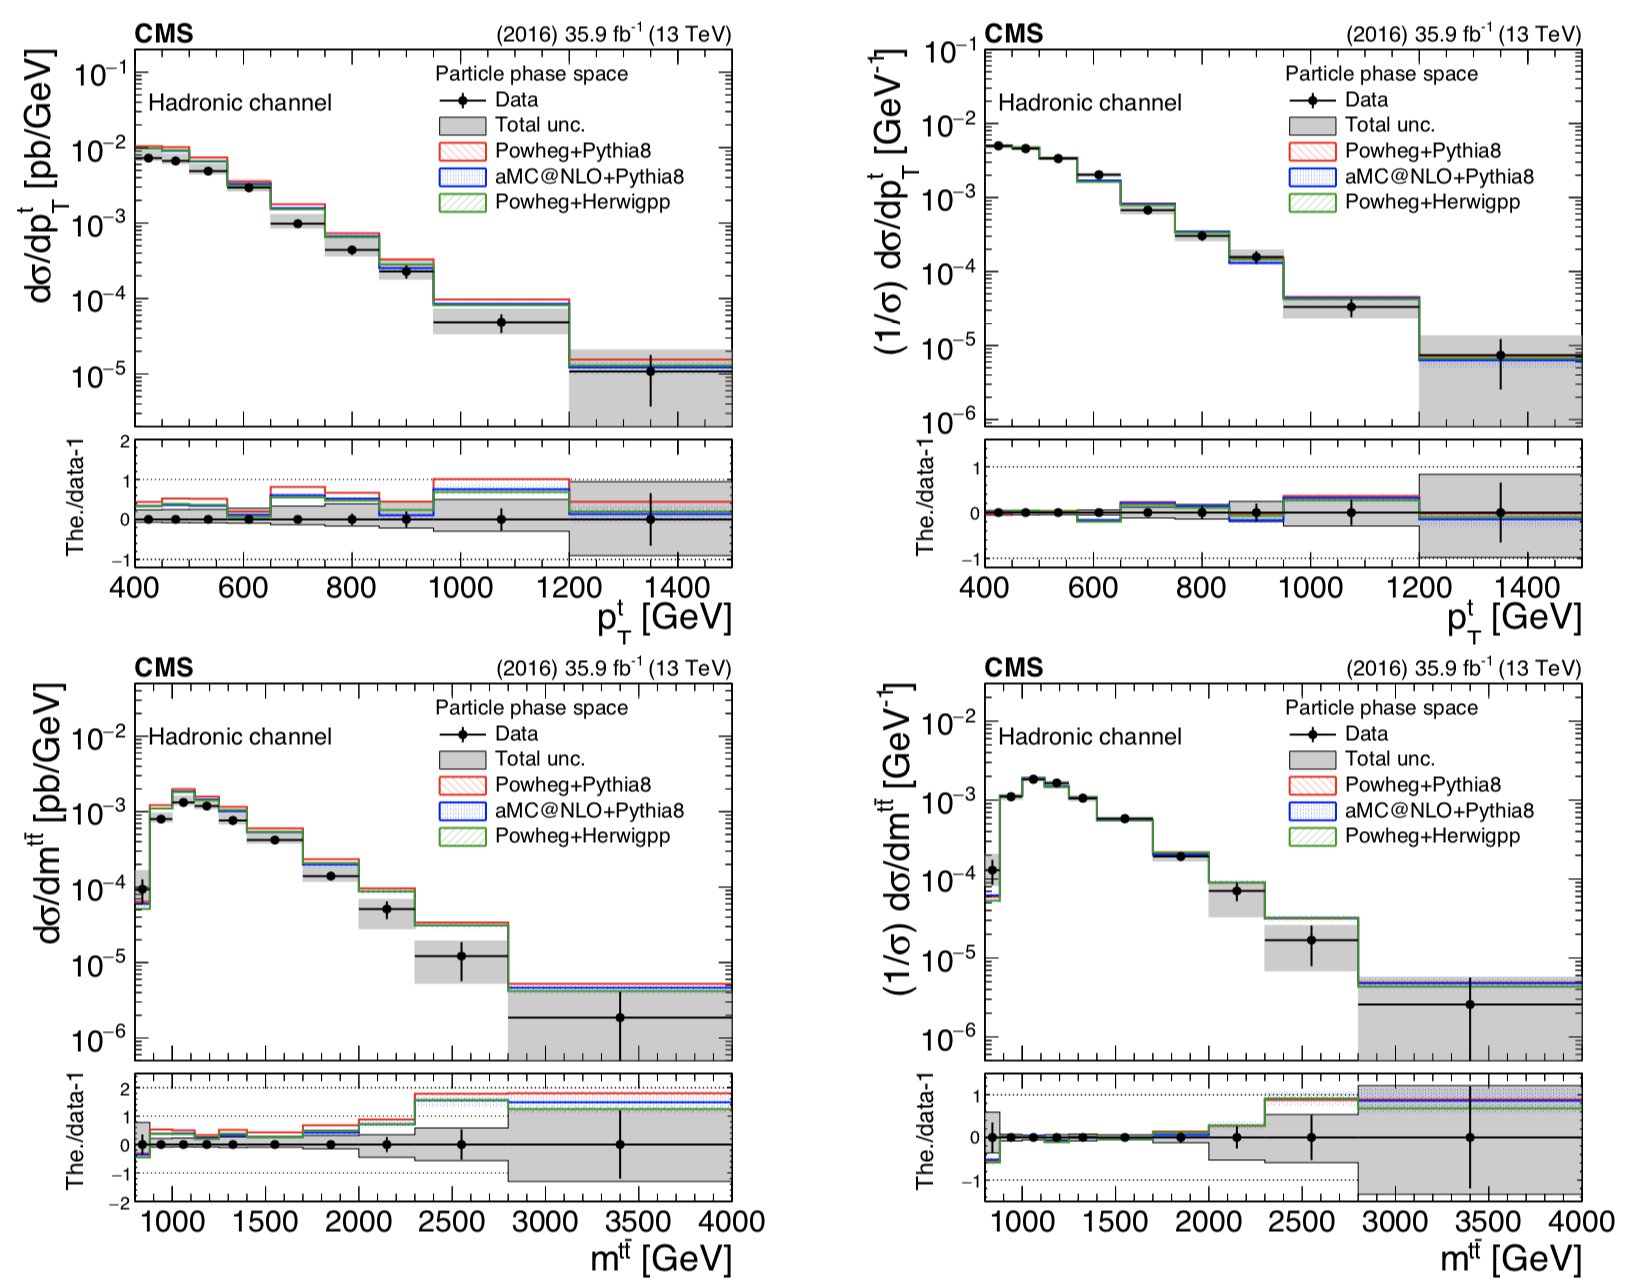 CMS (2016) 35.9 fb⁻¹ (13 TeV)
dσ/dp_T^t [pb/GeV]
10⁻¹
10⁻²
10⁻³
10⁻⁴
10⁻⁵
Hadronic channel
Particle phase space
Data
Total unc.
Powheg+Pythia8
aMC@NLO+Pythia8
Powheg+Herwigpp
The./data-1
2
1
0
−1
400 600 800 1000 1200 1400
p_T^t [GeV]
CMS (2016) 35.9 fb⁻¹ (13 TeV)
(1/σ) dσ/dp_T^t [GeV⁻¹]
10⁻¹
10⁻²
10⁻³
10⁻⁴
10⁻⁵
10⁻⁶
Hadronic channel
Particle phase space
Data
Total unc.
Powheg+Pythia8
aMC@NLO+Pythia8
Powheg+Herwigpp
The./data-1
1
0
−1
400 600 800 1000 1200 1400
p_T^t [GeV]
CMS (2016) 35.9 fb⁻¹ (13 TeV)
dσ/dm^tt̄ [pb/GeV]
10⁻²
10⁻³
10⁻⁴
10⁻⁵
10⁻⁶
Hadronic channel
Particle phase space
Data
Total unc.
Powheg+Pythia8
aMC@NLO+Pythia8
Powheg+Herwigpp
The./data-1
2
1
0
−1
−2
1000 1500 2000 2500 3000 3500 4000
m^tt̄ [GeV]
CMS (2016) 35.9 fb⁻¹ (13 TeV)
(1/σ) dσ/dm^tt̄ [GeV⁻¹]
10⁻²
10⁻³
10⁻⁴
10⁻⁵
10⁻⁶
Hadronic channel
Particle phase space
Data
Total unc.
Powheg+Pythia8
aMC@NLO+Pythia8
Powheg+Herwigpp
The./data-1
1
0
−1
1000 1500 2000 2500 3000 3500 4000
m^tt̄ [GeV]